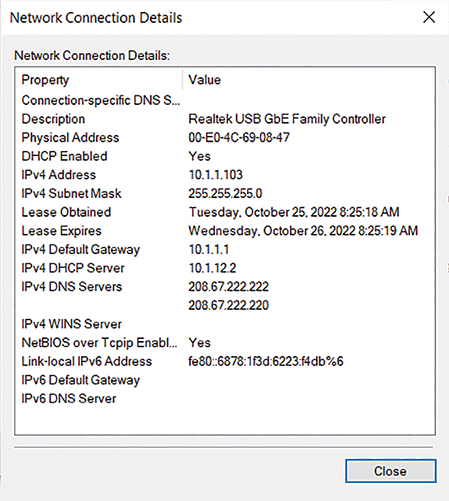 Network Connection Details
Network Connection Details:
Property Value
Connection-specific DNS S...
Description Realtek USB GbE Family Controller
Physical Address 00-E0-4C-69-08-47
DHCP Enabled Yes
IPv4 Address 10.1.1.103
IPv4 Subnet Mask 255.255.255.0
Lease Obtained Tuesday, October 25, 2022 8:25:18 AM
Lease Expires Wednesday, October 26, 2022 8:25:19 AM
IPv4 Default Gateway 10.1.1.1
IPv4 DHCP Server 10.1.12.2
IPv4 DNS Servers 208.67.222.222
208.67.222.220
IPv4 WINS Server
NetBIOS over Tcpip Enabl... Yes
Link-local IPv6 Address fe80::6878:1f3d:6223:f4db%6
IPv6 Default Gateway
IPv6 DNS Server
Close